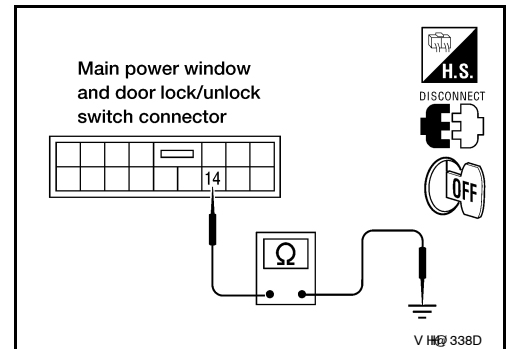 Main power window
and door lock/unlock
switch connector
H.S.
DISCONNECT
14
OFF
Ω
338D